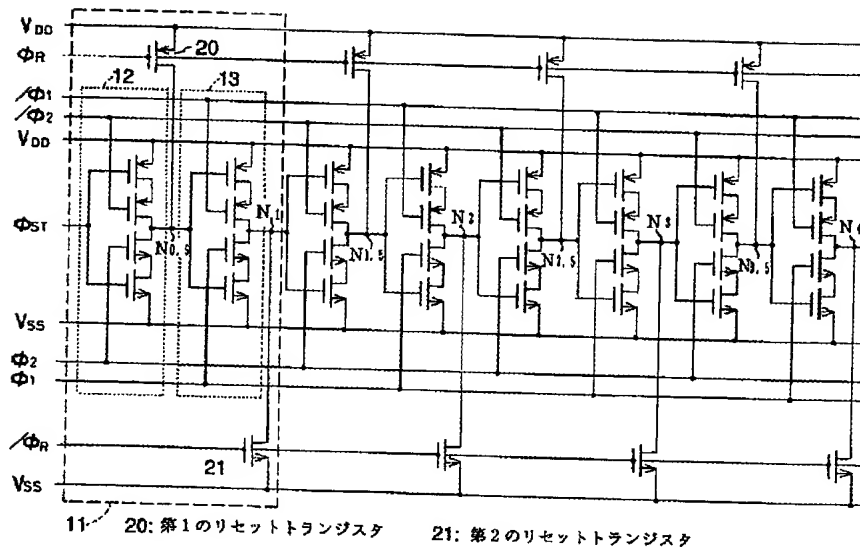 VDD
ΦR
20
12
13
/Φ1
/Φ2
VDD
ΦST
N0,5
N1
N1,5
N2
N2,5
N3
N3,5
N4
VSS
Φ2
Φ1
/ΦR
21
VSS
11
20: 第1のリセットトランジスタ
21: 第2のリセットトランジスタ